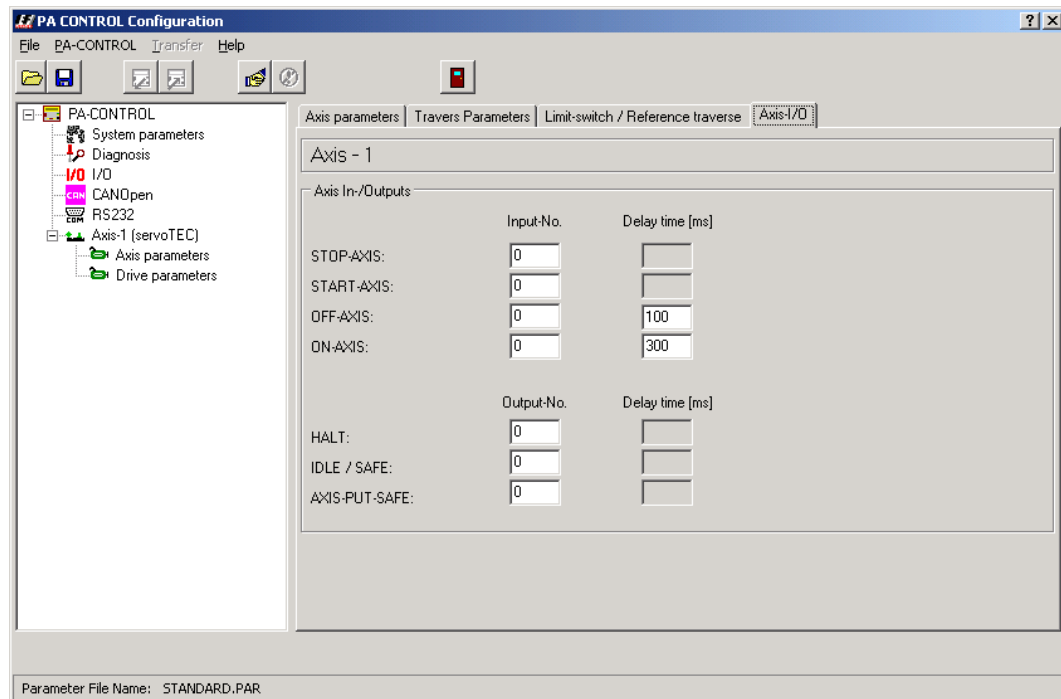 PA CONTROL Configuration
File PA-CONTROL Transfer Help
PA-CONTROL
System parameters
Diagnosis
I/O I/O
CAN CANOpen
COM RS232
Axis-1 (servoTEC)
Axis parameters
Drive parameters
Axis parameters Travers Parameters Limit-switch / Reference traverse Axis-I/O
Axis - 1
Axis In-/Outputs
Input-No. Delay time [ms]
STOP-AXIS: 0
START-AXIS: 0
OFF-AXIS: 0 100
ON-AXIS: 0 300
Output-No. Delay time [ms]
HALT: 0
IDLE / SAFE: 0
AXIS-PUT-SAFE: 0
Parameter File Name: STANDARD.PAR